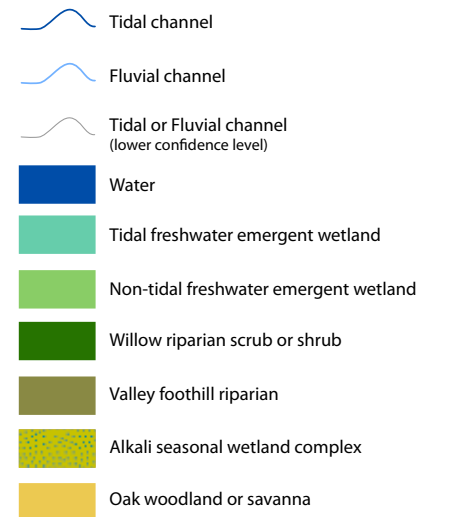 Tidal channel
Fluvial channel
Tidal or Fluvial channel
(lower confidence level)
Water
Tidal freshwater emergent wetland
Non-tidal freshwater emergent wetland
Willow riparian scrub or shrub
Valley foothill riparian
Alkali seasonal wetland complex
Oak woodland or savanna